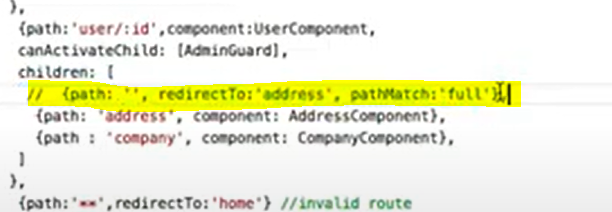 },
{path:'user/:id',component:UserComponent,
canActivateChild: [AdminGuard],
children: [
// {path: '', redirectTo:'address', pathMatch:'full'},
{path: 'address', component: AddressComponent},
{path : 'company', component: CompanyComponent},
]
},
{path:'**',redirectTo:'home'} //invalid route